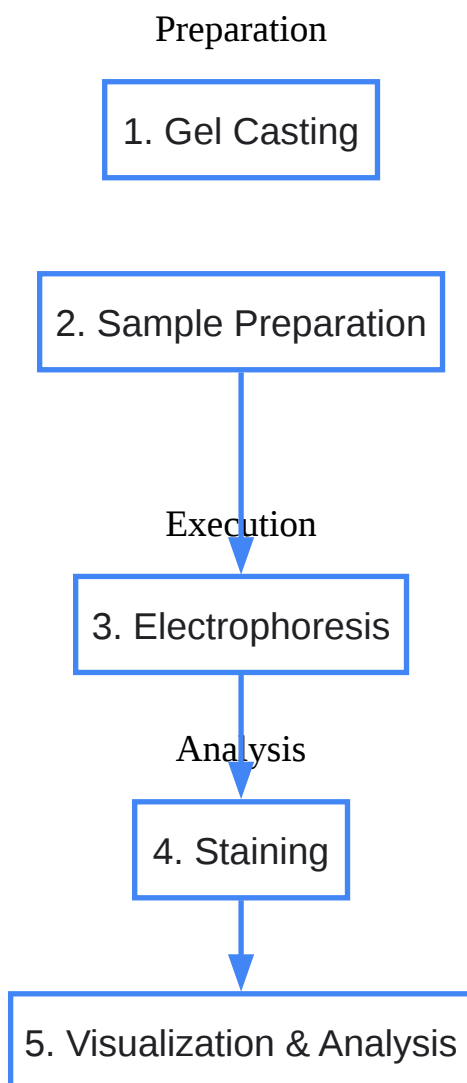 Preparation
1. Gel Casting
2. Sample Preparation
Execution
3. Electrophoresis
Analysis
4. Staining
5. Visualization & Analysis